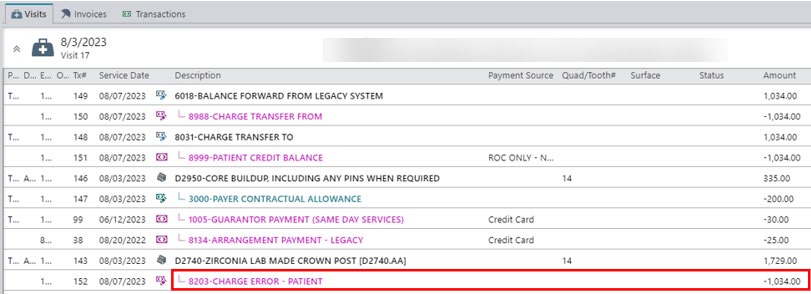 Visits Invoices Transactions
8/3/2023
Visit 17
P... D... E... O... Tx# Service Date Description Payment Source Quad/Tooth# Surface Status Amount
T... 1... 149 08/07/2023 6018-BALANCE FORWARD FROM LEGACY SYSTEM 1,034.00
1... 150 08/07/2023 8988-CHARGE TRANSFER FROM -1,034.00
T... 1... 148 08/07/2023 8031-CHARGE TRANSFER TO 1,034.00
1... 151 08/07/2023 8999-PATIENT CREDIT BALANCE ROC ONLY - N... -1,034.00
T... A... 1... 146 08/03/2023 D2950-CORE BUILDUP, INCLUDING ANY PINS WHEN REQUIRED 14 335.00
T... 1... 147 08/03/2023 3000-PAYER CONTRACTUAL ALLOWANCE -200.00
T... 1... 99 06/12/2023 1005-GUARANTOR PAYMENT (SAME DAY SERVICES) Credit Card -30.00
8... 38 08/20/2022 8134-ARRANGEMENT PAYMENT - LEGACY Credit Card -25.00
T... A... 1... 143 08/03/2023 D2740-ZIRCONIA LAB MADE CROWN POST [D2740.AA] 14 1,729.00
1... 152 08/07/2023 8203-CHARGE ERROR - PATIENT -1,034.00